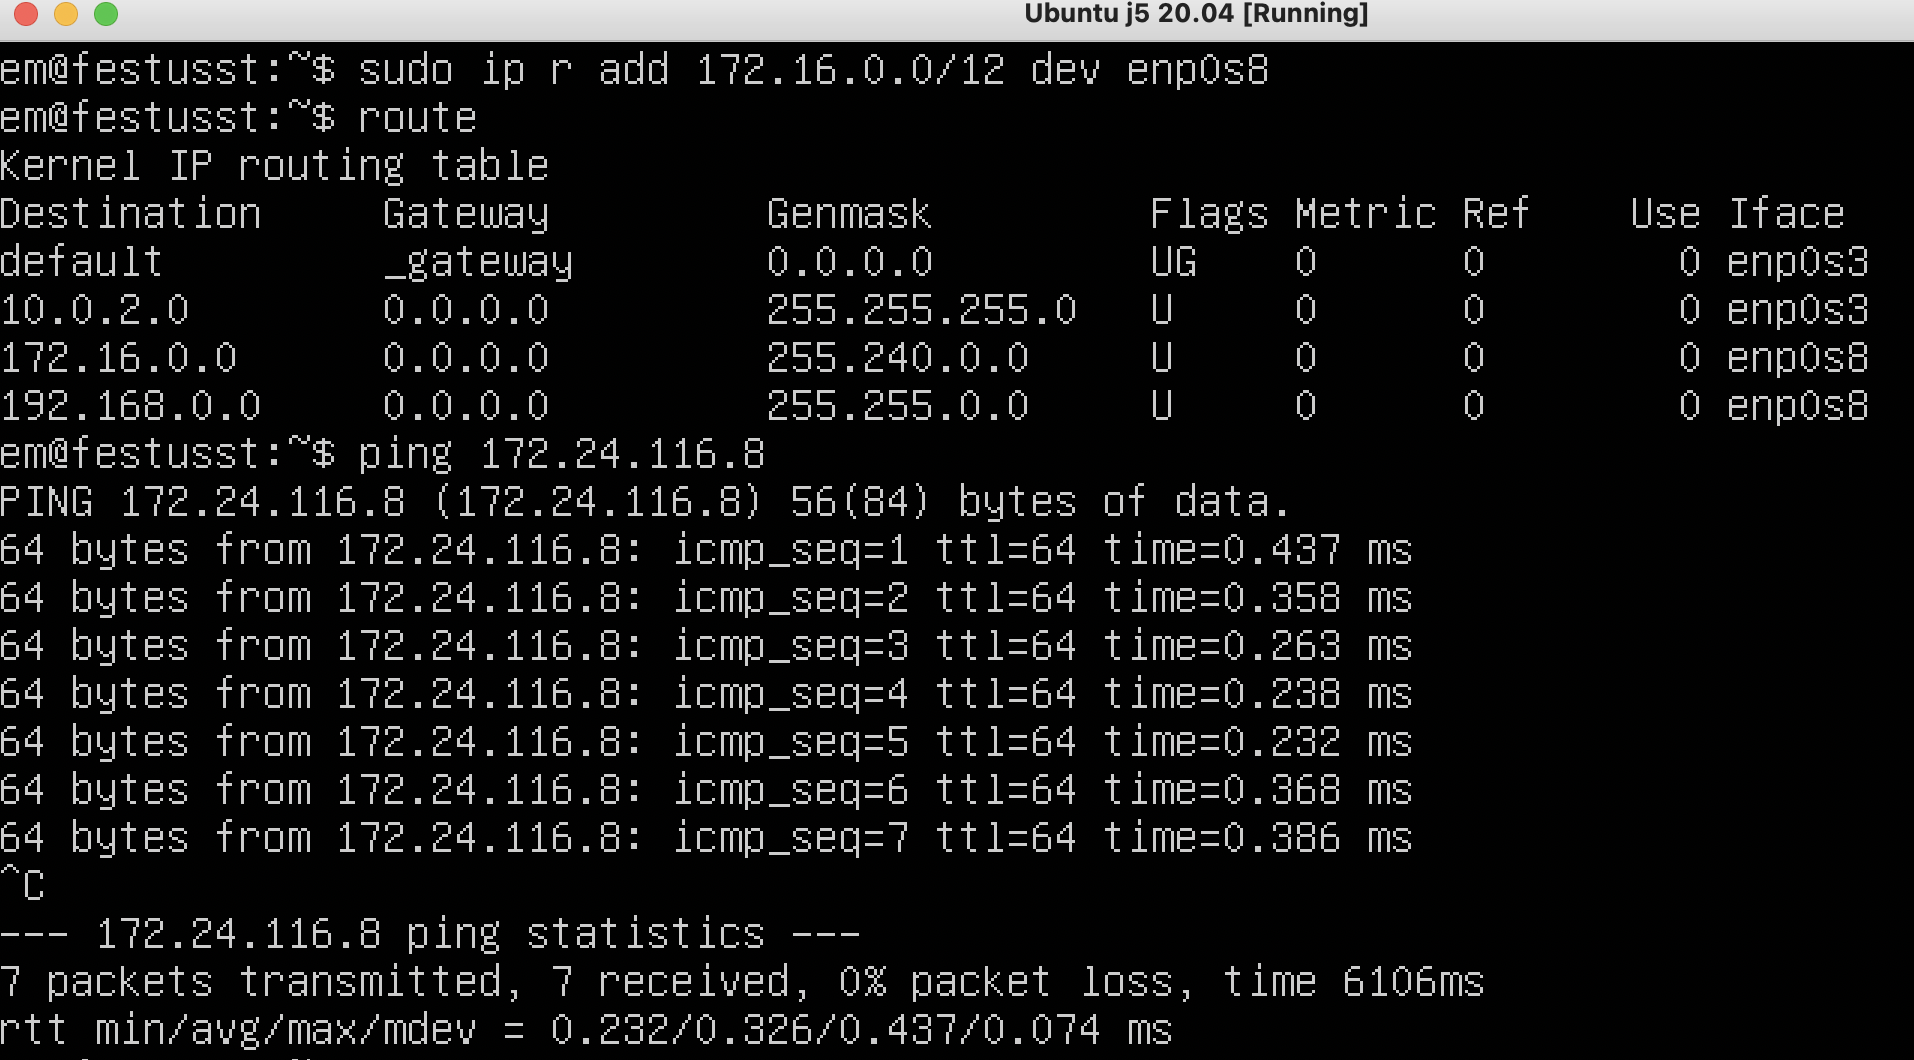 Ubuntu j5 20.04 [Running]
em@festusst:~$ sudo ip r add 172.16.0.0/12 dev enp0s8
em@festusst:~$ route
Kernel IP routing table
Destination     Gateway         Genmask         Flags Metric Ref    Use Iface
default         _gateway        0.0.0.0         UG    0      0        0 enp0s3
10.0.2.0        0.0.0.0         255.255.255.0   U     0      0        0 enp0s3
172.16.0.0      0.0.0.0         255.240.0.0     U     0      0        0 enp0s8
192.168.0.0     0.0.0.0         255.255.0.0     U     0      0        0 enp0s8
em@festusst:~$ ping 172.24.116.8
PING 172.24.116.8 (172.24.116.8) 56(84) bytes of data.
64 bytes from 172.24.116.8: icmp_seq=1 ttl=64 time=0.437 ms
64 bytes from 172.24.116.8: icmp_seq=2 ttl=64 time=0.358 ms
64 bytes from 172.24.116.8: icmp_seq=3 ttl=64 time=0.263 ms
64 bytes from 172.24.116.8: icmp_seq=4 ttl=64 time=0.238 ms
64 bytes from 172.24.116.8: icmp_seq=5 ttl=64 time=0.232 ms
64 bytes from 172.24.116.8: icmp_seq=6 ttl=64 time=0.368 ms
64 bytes from 172.24.116.8: icmp_seq=7 ttl=64 time=0.386 ms
^C
--- 172.24.116.8 ping statistics ---
7 packets transmitted, 7 received, 0% packet loss, time 6106ms
rtt min/avg/max/mdev = 0.232/0.326/0.437/0.074 ms